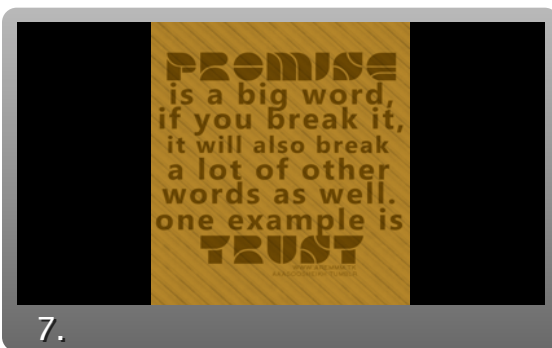 PROMISE
is a big word,
if you break it,
it will also break
a lot of other
words as well.
one example is
TRUST
7.